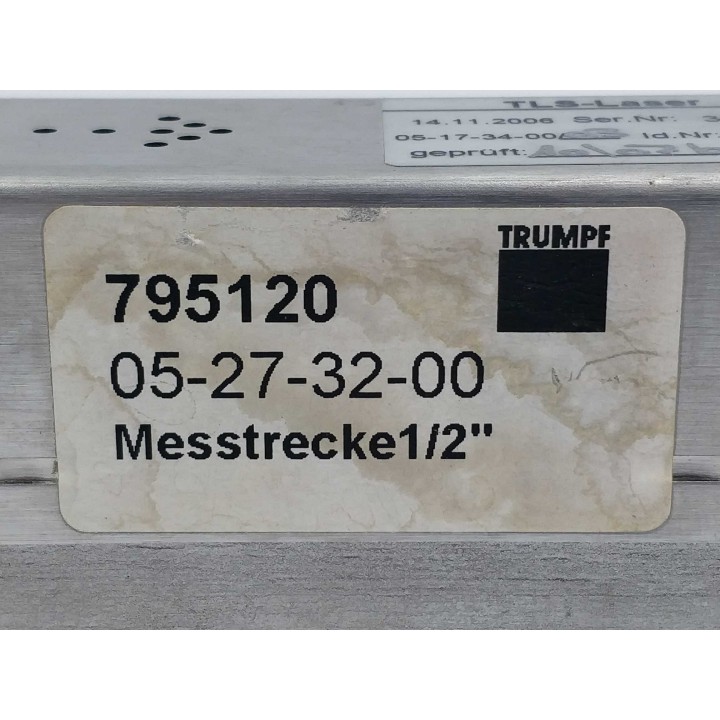 TLS-Laser
14.11.2006 Ser.Nr: 3
05-17-34-00 Id.Nr:
geprüft:
TRUMPF
795120
05-27-32-00
Messtrecke1/2"